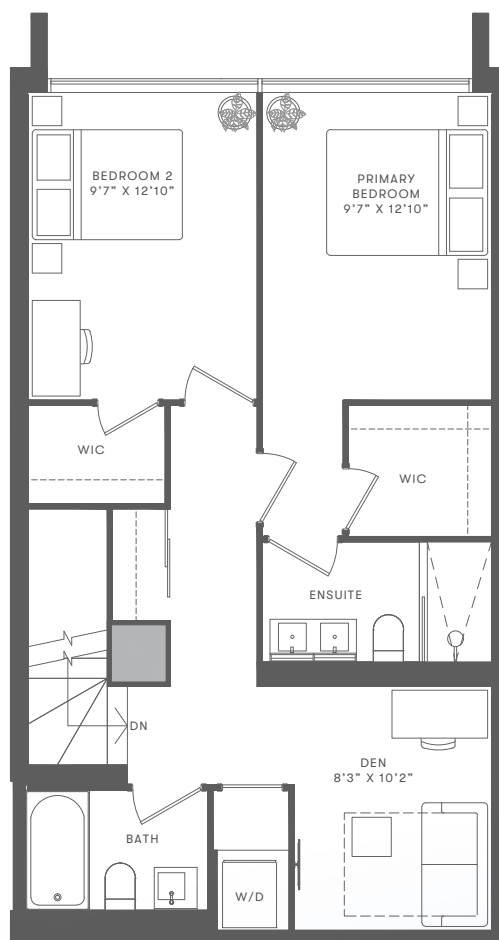 BEDROOM 2
9'7" X 12'10"
PRIMARY
BEDROOM
9'7" X 12'10"
WIC
WIC
ENSUITE
DN
DEN
8'3" X 10'2"
BATH
W/D